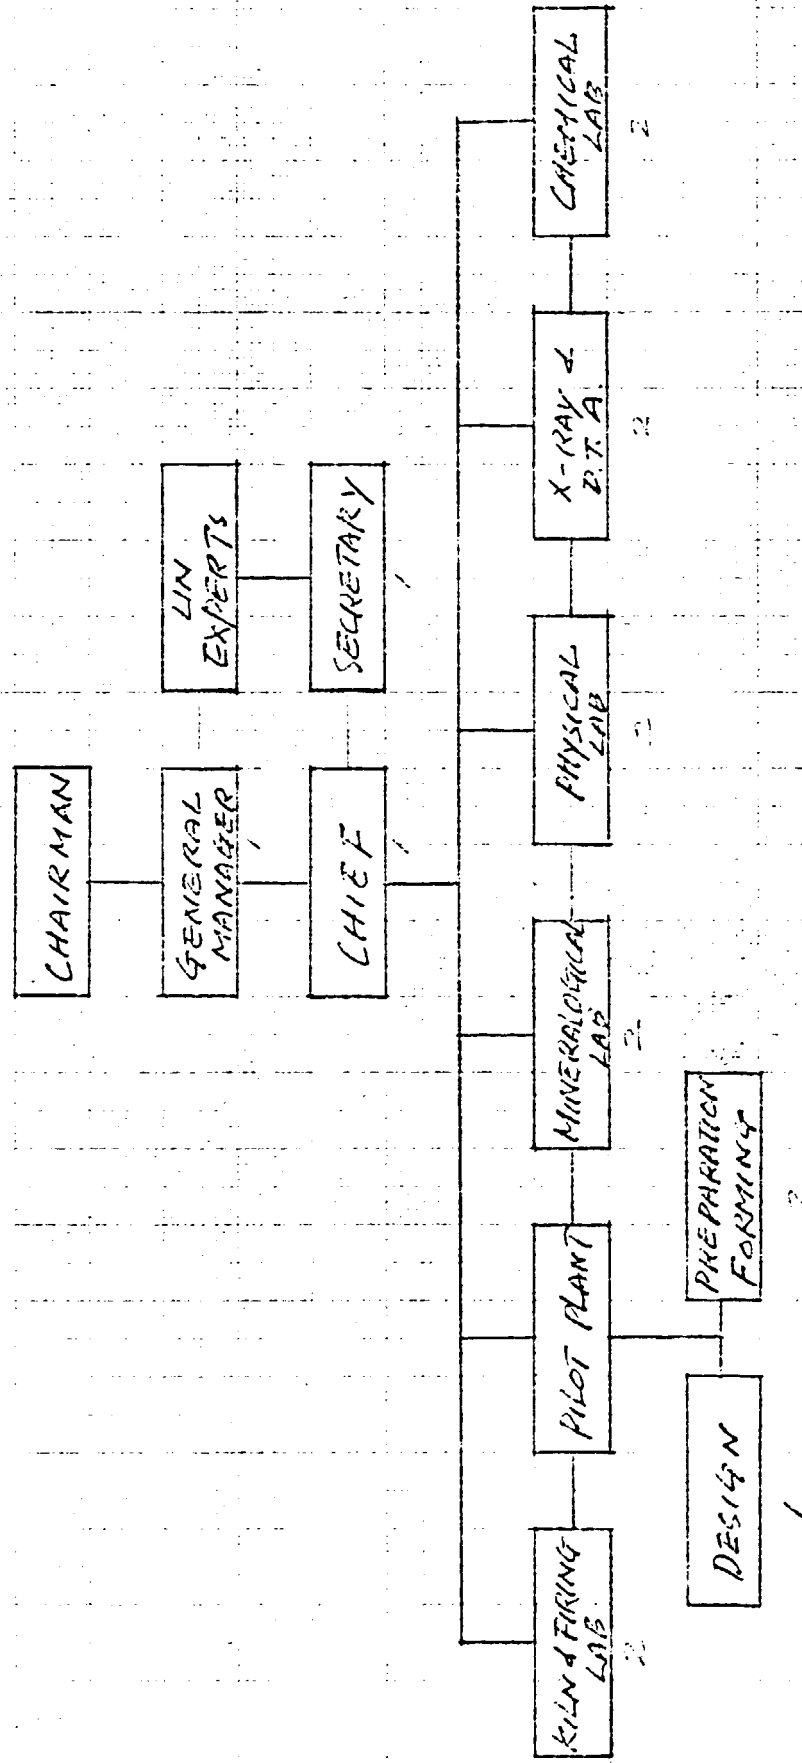 CHAIRMAN
GENERAL
MANAGER
1
UN
EXPERTS
CHIEF
1
SECRETARY
1
KILN & FIRING
LAB.
2
PILOT PLANT
MINERALOGICAL
LAB
2
PHYSICAL
LAB
2
X-RAY &
D.T.A.
2
CHEMICAL
LAB
2
DESIGN
1
PREPARATION
FORMING